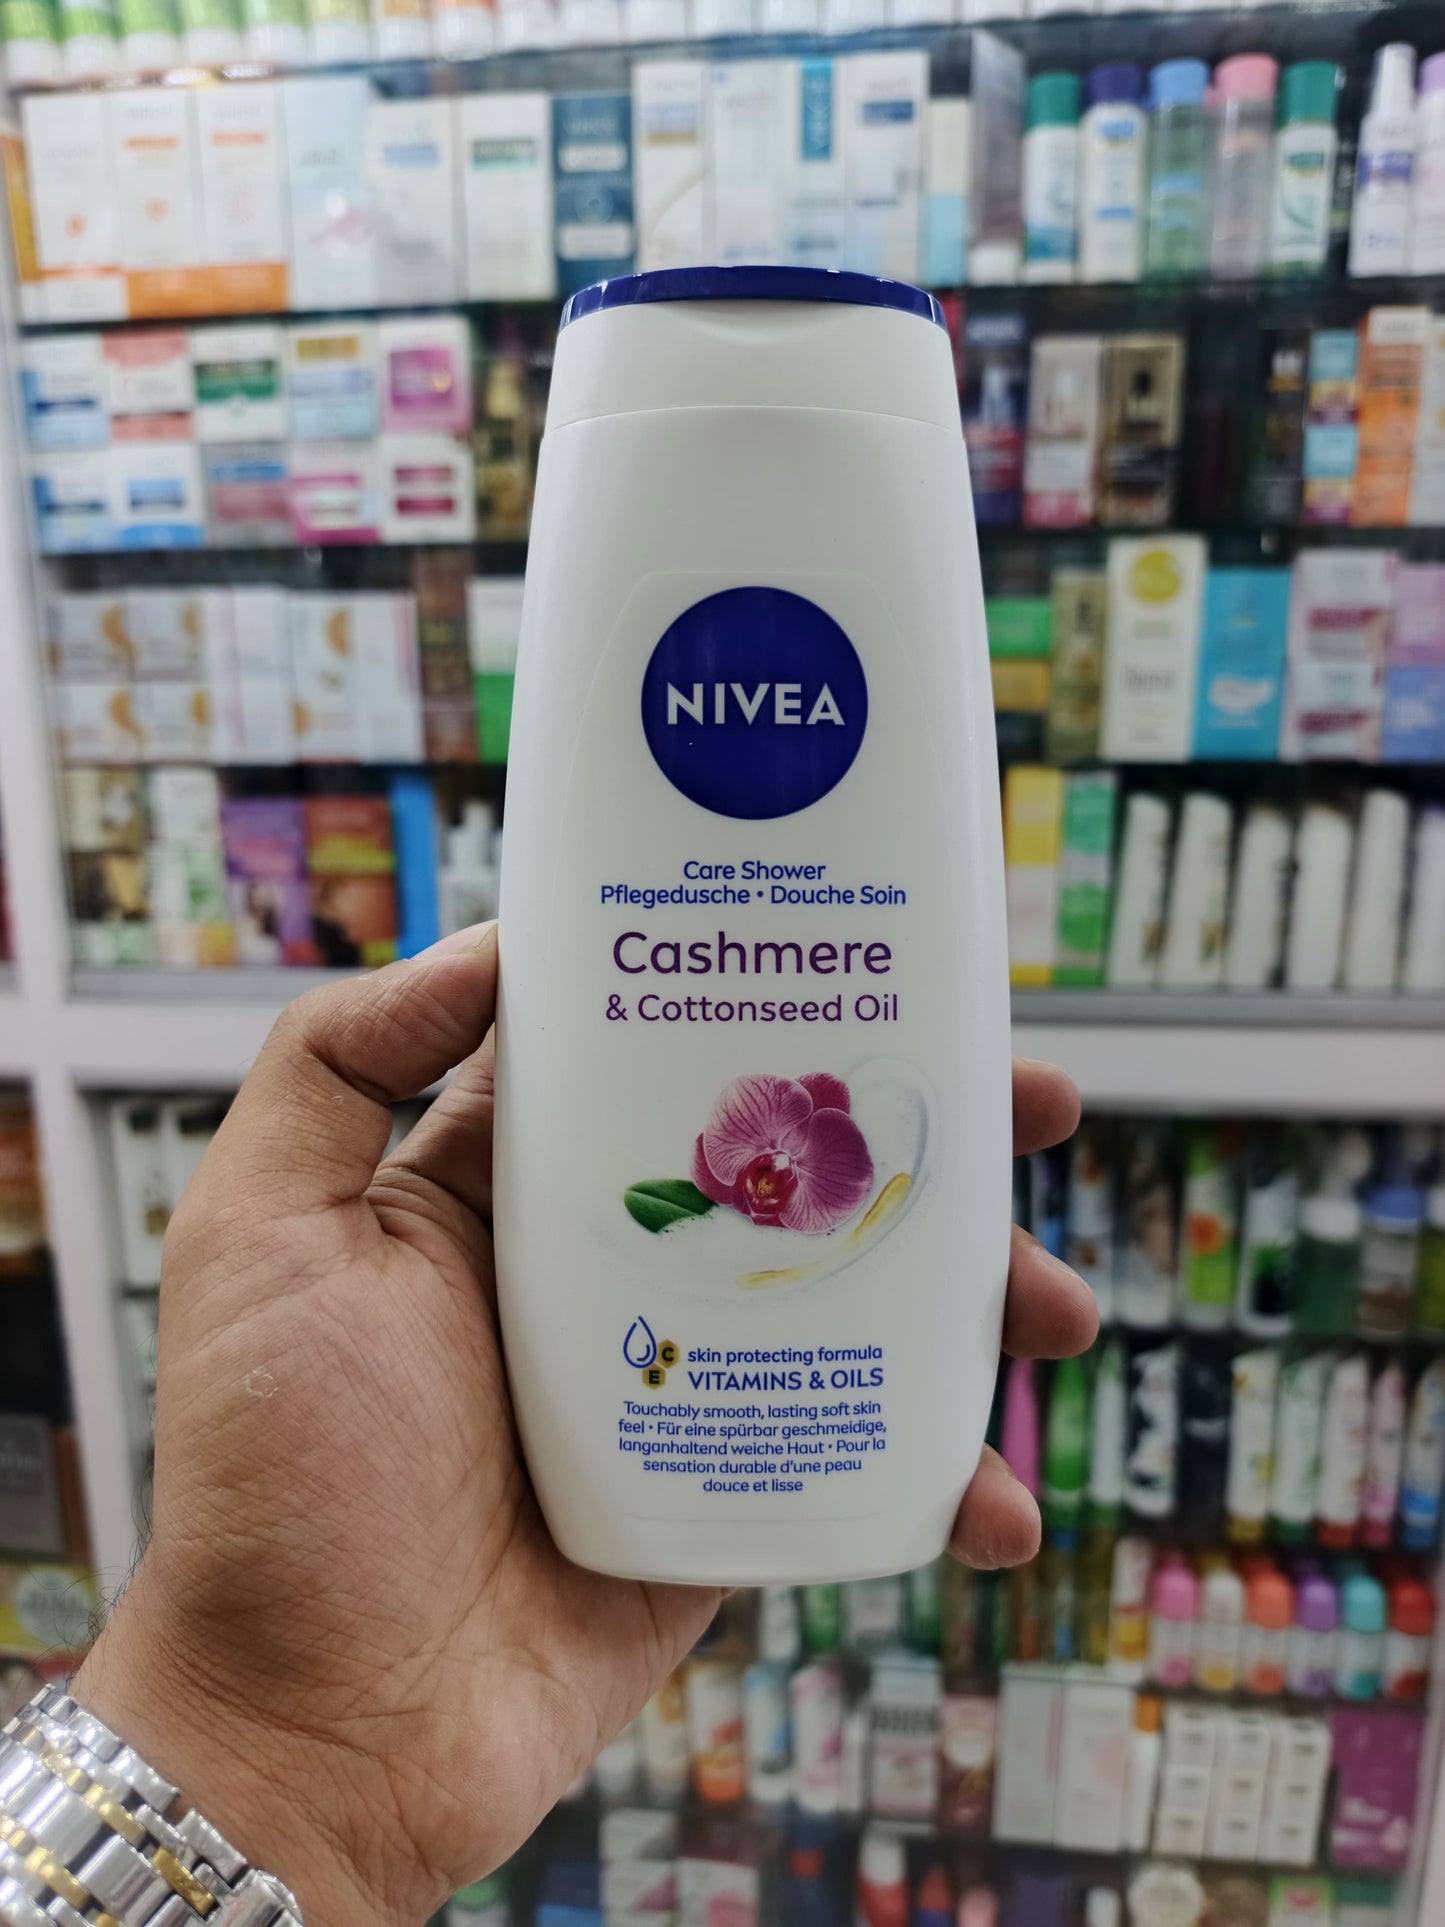 NIVEA
Care Shower
Pflegedusche • Douche Soin
Cashmere
& Cottonseed Oil
C
E
skin protecting formula
VITAMINS & OILS
Touchably smooth, lasting soft skin
feel • Für eine spürbar geschmeidige,
langanhaltend weiche Haut • Pour la
sensation durable d'une peau
douce et lisse